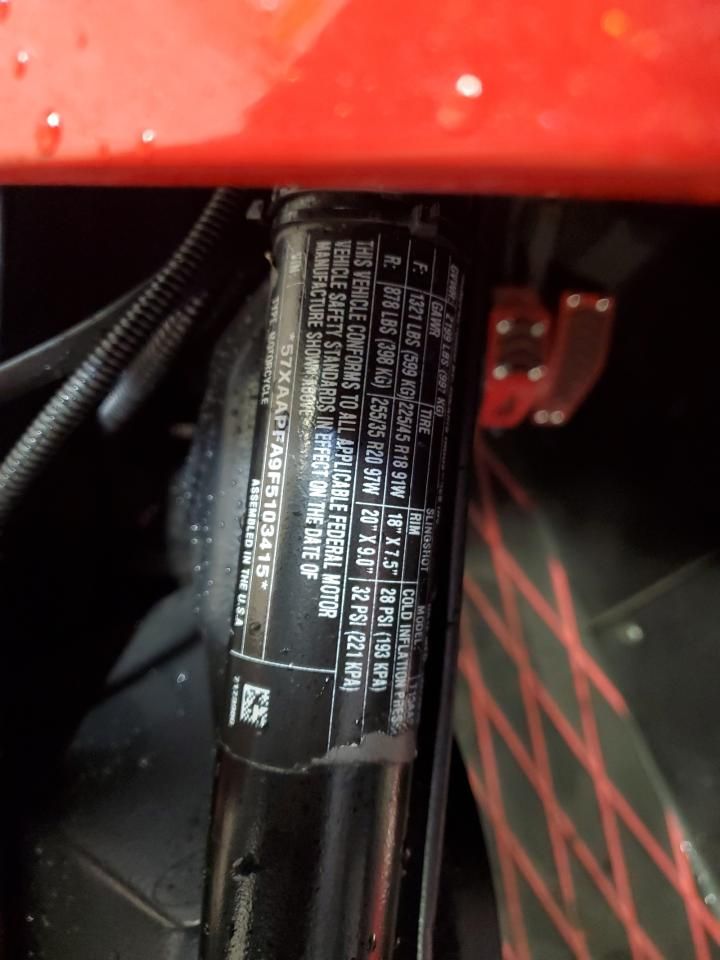 SLINGSHOT
MODEL:
GVWR: 2199 LBS (997 KG)
GAWR TIRE RIM COLD INFLATION PRESS
F: 1321 LBS (599 KG) 225/45 R18 91W 18" X 7.5" 28 PSI (193 KPA)
R: 878 LBS (398 KG) 255/35 R20 97W 20" X 9.0" 32 PSI (221 KPA)
THIS VEHICLE CONFORMS TO ALL APPLICABLE FEDERAL MOTOR
VEHICLE SAFETY STANDARDS IN EFFECT ON THE DATE OF
MANUFACTURE SHOWN ABOVE
VIN *57XAAPFA9F5103415*
TYPE: MOTORCYCLE ASSEMBLED IN THE U.S.A